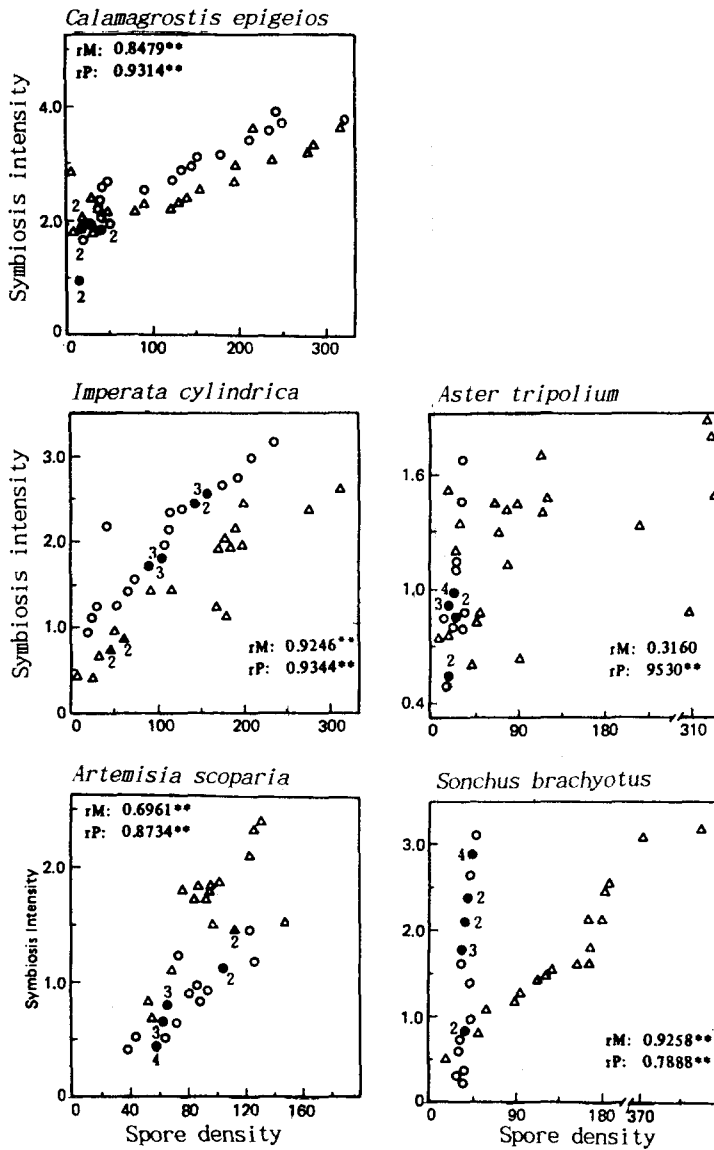 Calamagrostis epigeios
rM: 0.8479**
rP: 0.9314**
Symbiosis intensity
4.0
2.0
0
2
2
2
2
0 100 200 300
Imperata cylindrica
Symbiosis intensity
3.0
2.0
1.0
0
3
2
3
3
2
2
rM: 0.9246**
rP: 0.9344**
0 100 200 300
Aster tripolium
1.6
1.0
0.4
4
3
2
2
rM: 0.3160
rP: 9530**
0 90 180 310
Artemisia scoparia
rM: 0.6961**
rP: 0.8734**
Symbiosis Intensity
2.0
1.0
0
2
2
3
3
4
40 80 120 160
Spore density
Sonchus brachyotus
3.0
2.0
1.0
0
4
2
2
3
2
rM: 0.9258**
rP: 0.7888**
0 90 180 370
Spore density